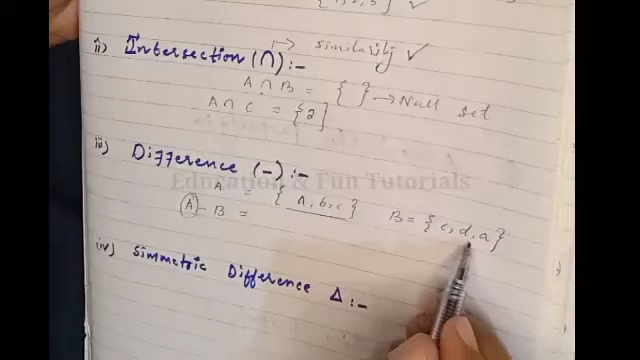 ii) Intersection (∩) :- → similarity ✓
A ∩ B = { } → Null set
A ∩ C = {2}
iii) Difference (-) :-
Education & Fun Tutorials
A = {a, b, c} B = {c, d, a}
A - B =
iv) Simmetric Difference Δ :-